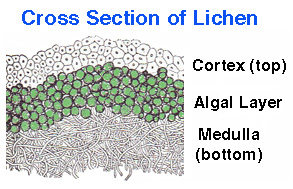 Cross Section of Lichen
Cortex (top)
Algal Layer
Medulla
(bottom)